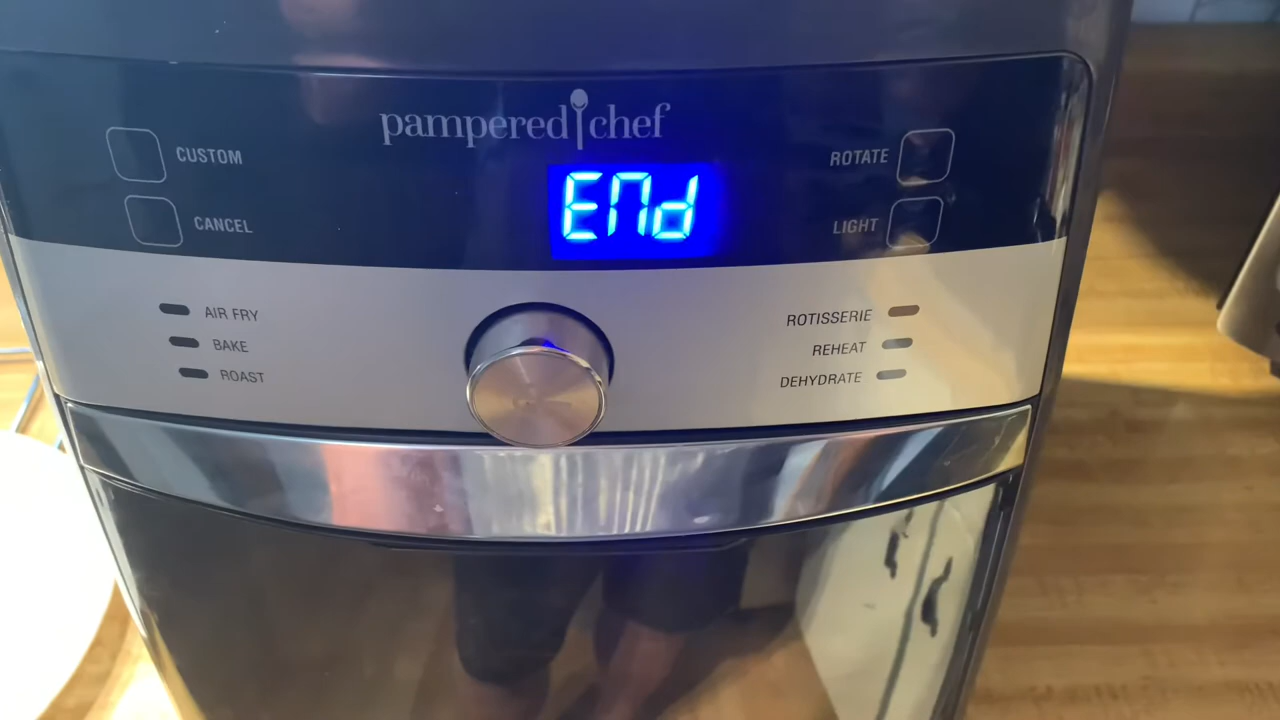 pampered chef
CUSTOM
ROTATE
End
CANCEL
LIGHT
AIR FRY
ROTISSERIE
BAKE
REHEAT
ROAST
DEHYDRATE